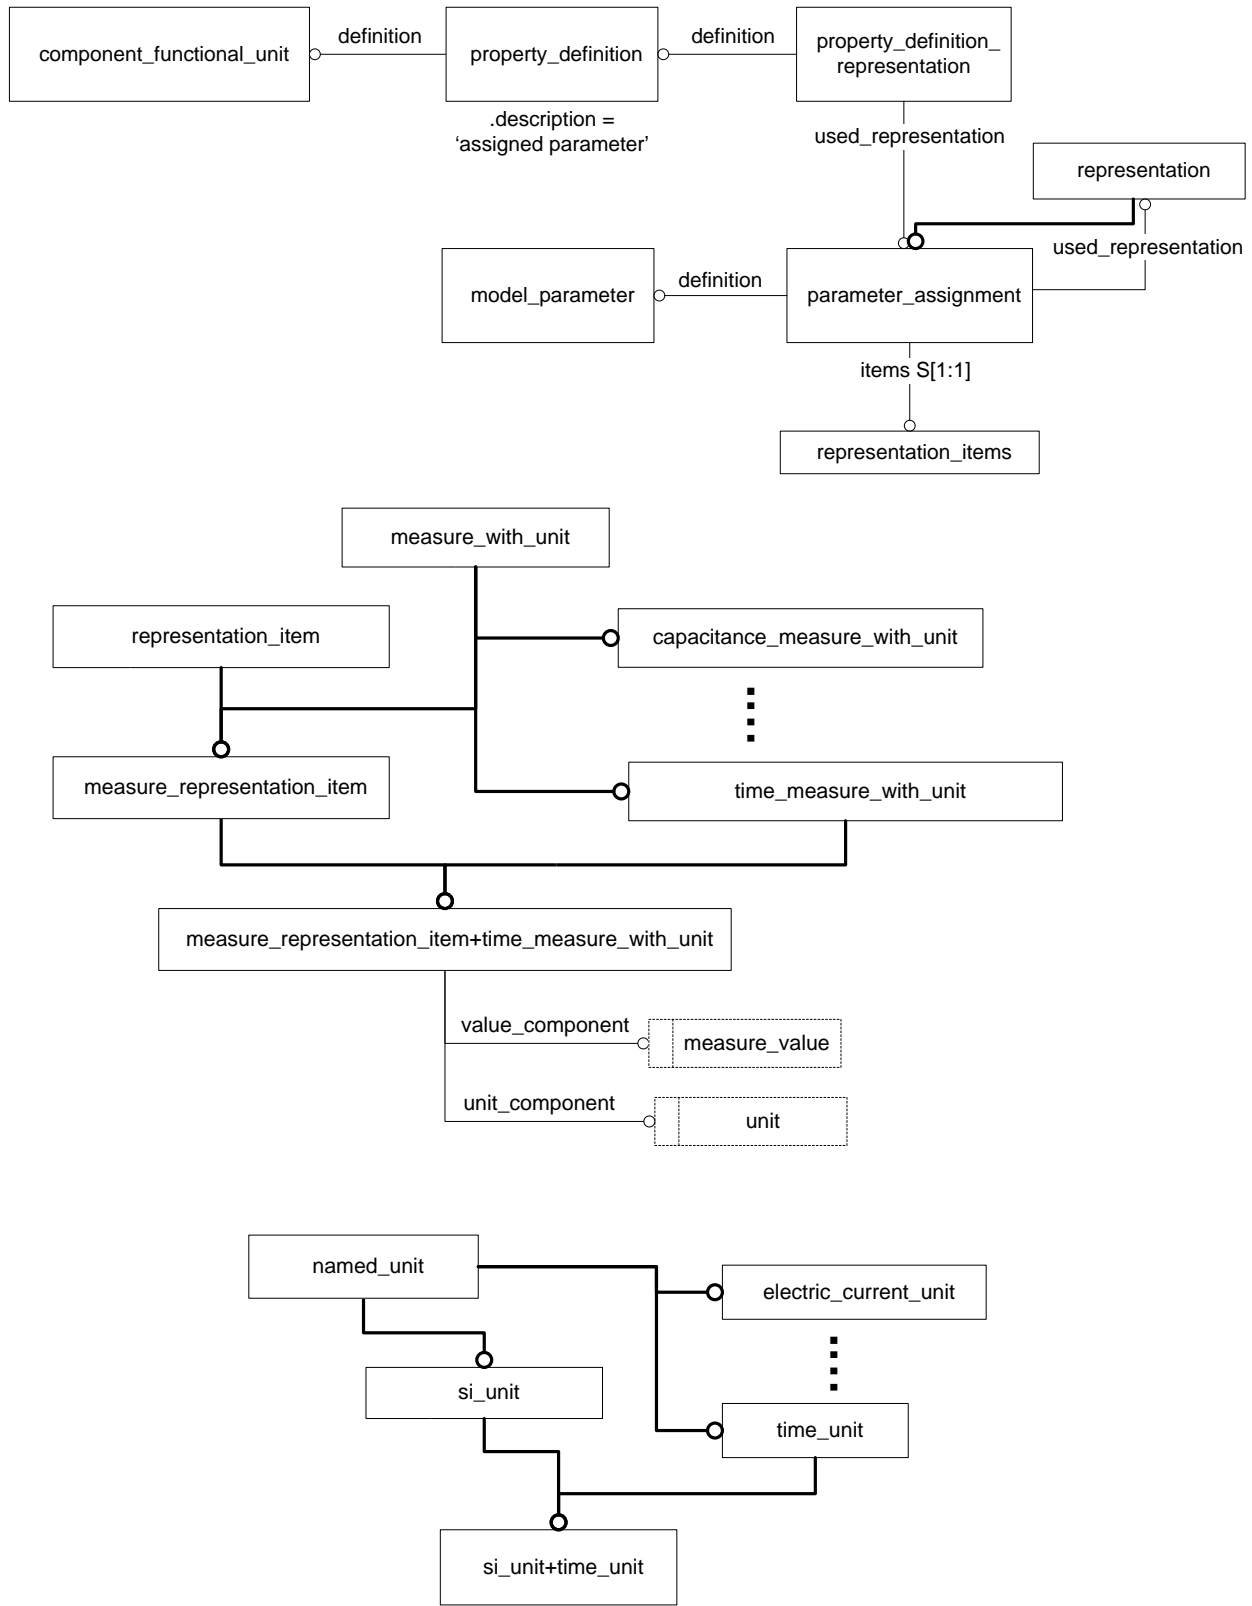 component_functional_unit
definition
property_definition
definition
property_definition_
representation
.description =
‘assigned parameter’
used_representation
representation
used_representation
model_parameter
definition
parameter_assignment
items S[1:1]
representation_items
measure_with_unit
representation_item
capacitance_measure_with_unit
measure_representation_item
time_measure_with_unit
measure_representation_item+time_measure_with_unit
value_component
measure_value
unit_component
unit
named_unit
electric_current_unit
si_unit
time_unit
si_unit+time_unit